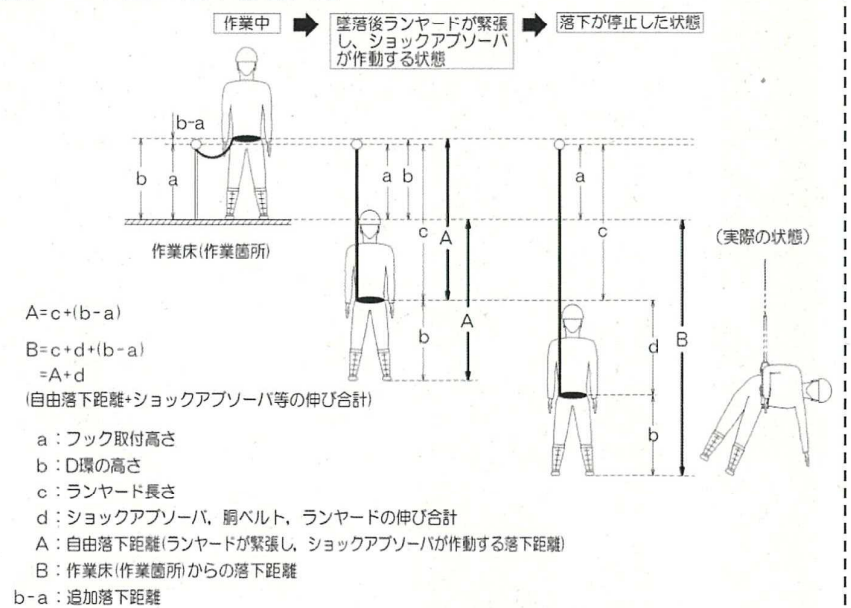 作業中
墜落後ランヤードが緊張
し、ショックアブソーバ
が作動する状態
落下が停止した状態
b-a
b
a
a
b
c
A
A
b
a
c
d
b
B
作業床(作業箇所)
(実際の状態)
A=c+(b-a)
B=c+d+(b-a)
=A+d
(自由落下距離+ショックアブソーバ等の伸び合計)
a:フック取付高さ
b:D環の高さ
c:ランヤード長さ
d:ショックアブソーバ,胴ベルト,ランヤードの伸び合計
A:自由落下距離(ランヤードが緊張し,ショックアブソーバが作動する落下距離)
B:作業床(作業箇所)からの落下距離
b-a:追加落下距離